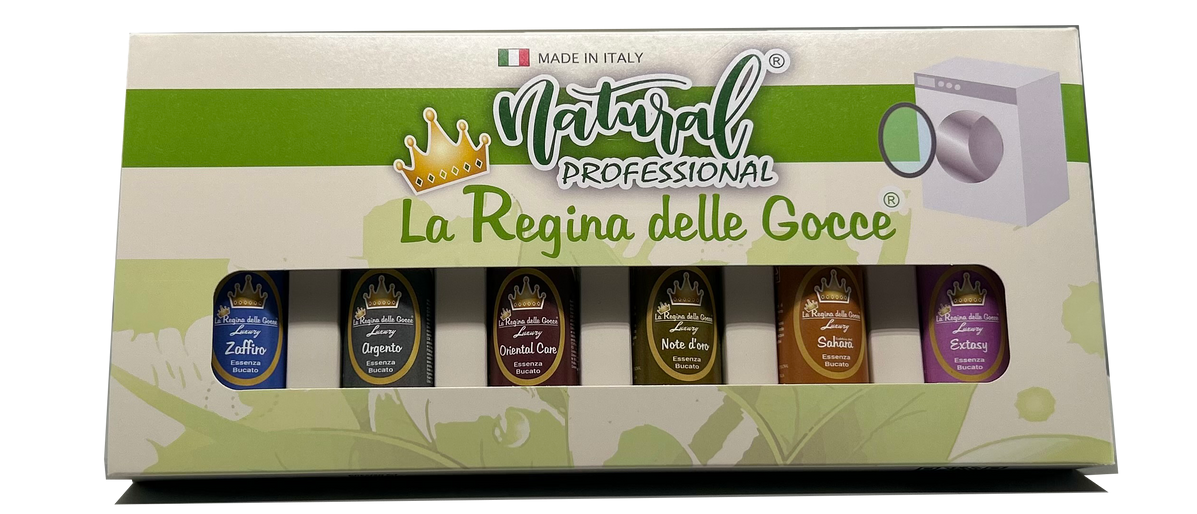 MADE IN ITALY
Natural ®
PROFESSIONAL
La Regina delle Gocce ®
La Regina delle Gocce
Luxury
Zaffiro
Essenza
Bucato
La Regina delle Gocce
Luxury
Argento
Essenza
Bucato
La Regina delle Gocce
Luxury
Oriental Care
Essenza
Bucato
La Regina delle Gocce
Luxury
Note d'oro
Essenza
Bucato
La Regina delle Gocce
Luxury
Sahara
Essenza
Bucato
La Regina delle Gocce
Luxury
Extasy
Essenza
Bucato